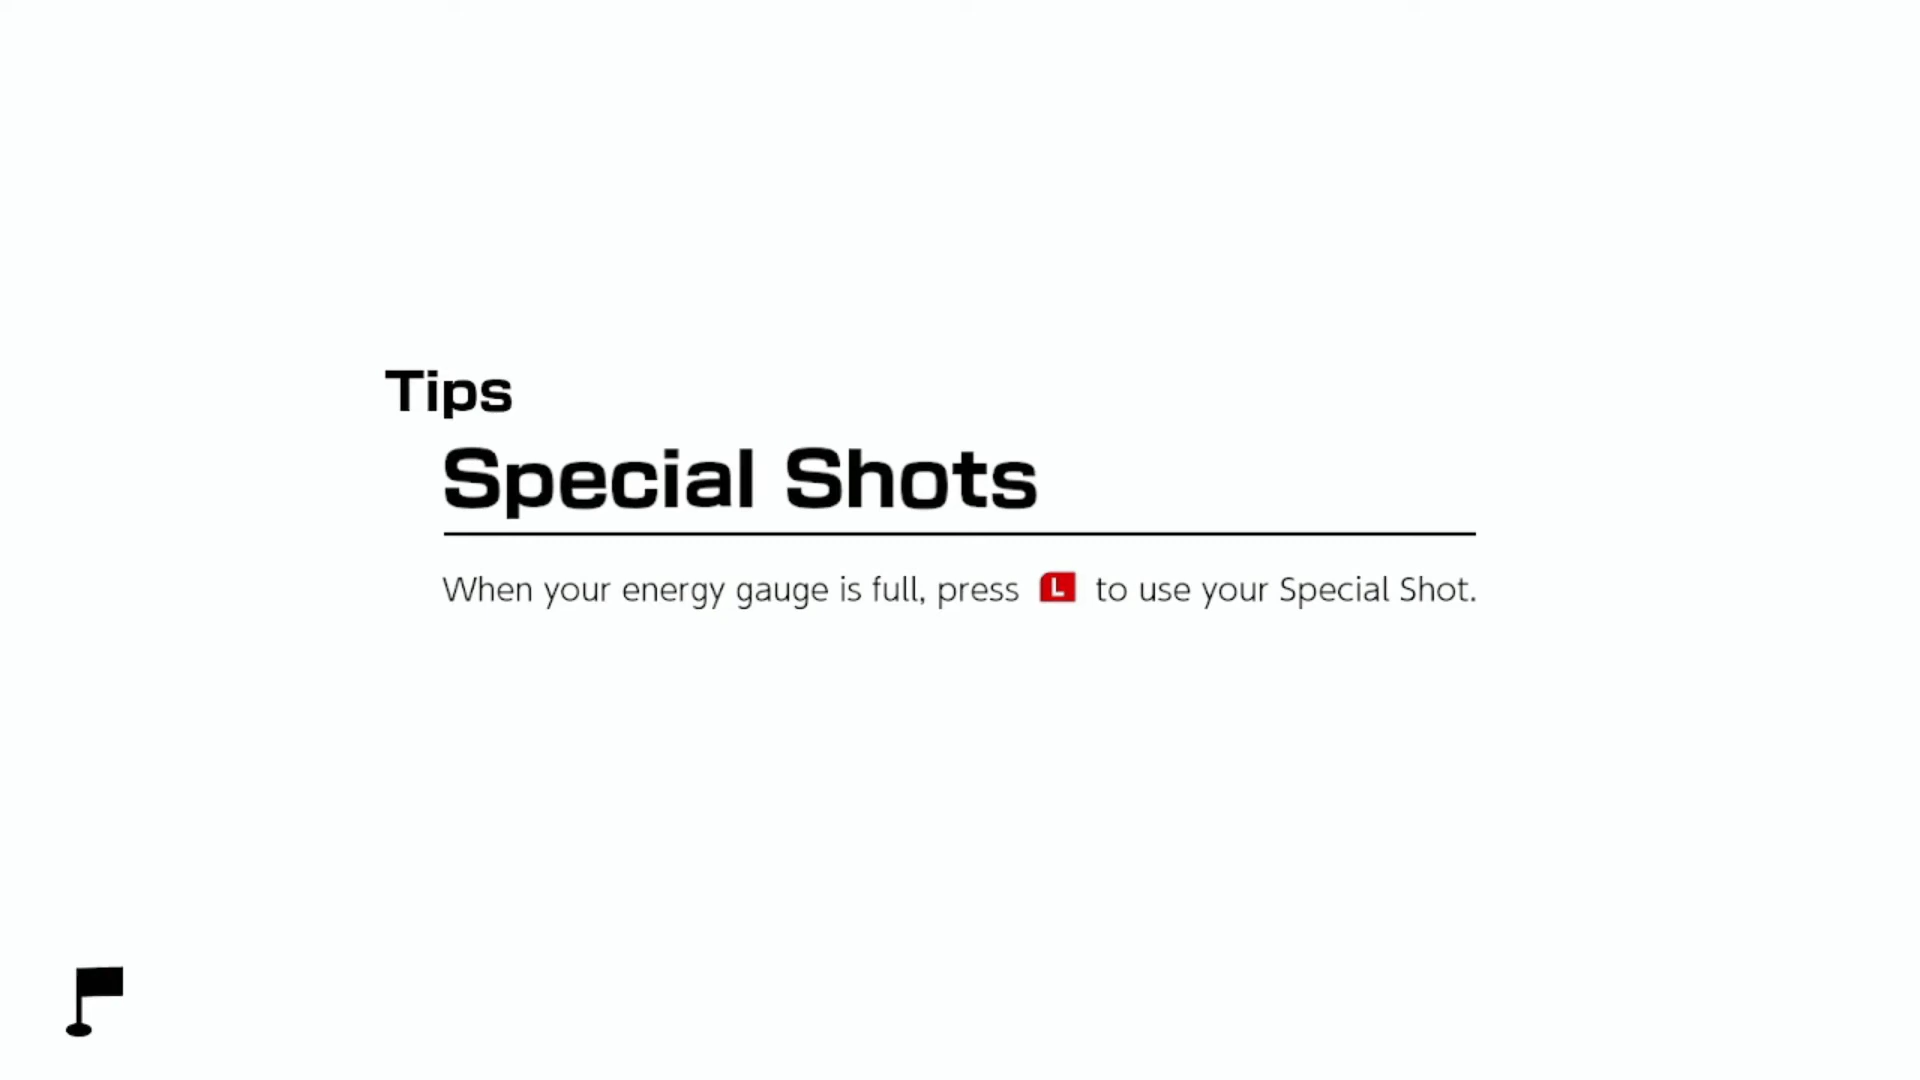 Tips
Special Shots
When your energy gauge is full, press L to use your Special Shot.